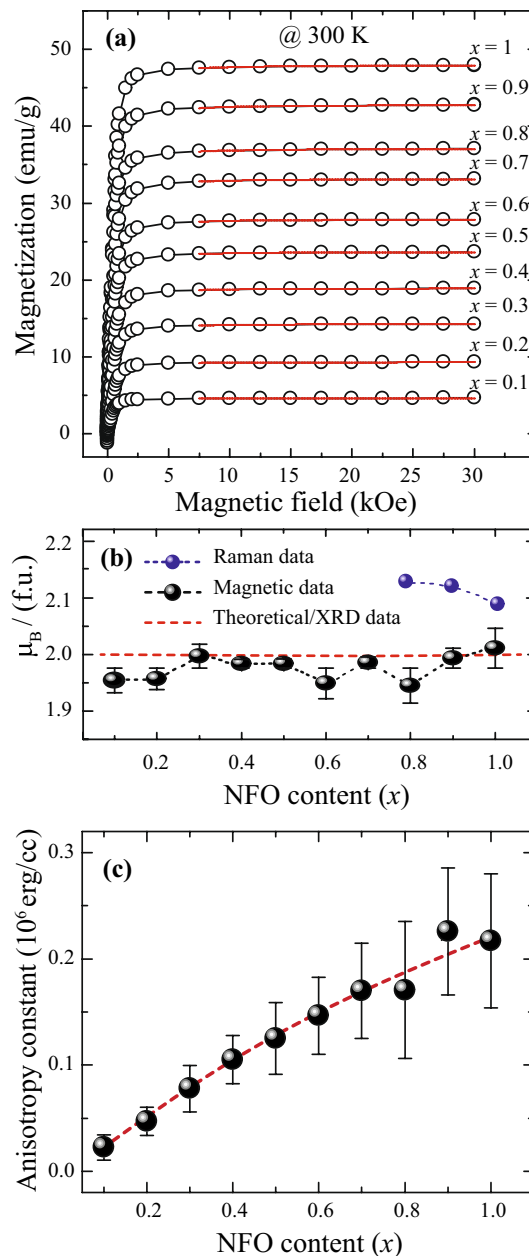 (a)
@ 300 K
x = 1
x = 0.9
x = 0.8
x = 0.7
x = 0.6
x = 0.5
x = 0.4
x = 0.3
x = 0.2
x = 0.1
50
40
30
20
10
0
Magnetization (emu/g)
0 5 10 15 20 25 30
Magnetic field (kOe)
(b)
Raman data
Magnetic data
Theoretical/XRD data
2.2
2.1
2.0
1.9
μB / (f.u.)
0.2 0.4 0.6 0.8 1.0
NFO content (x)
(c)
0.3
0.2
0.1
0.0
Anisotropy constant (10⁶ erg/cc)
0.2 0.4 0.6 0.8 1.0
NFO content (x)